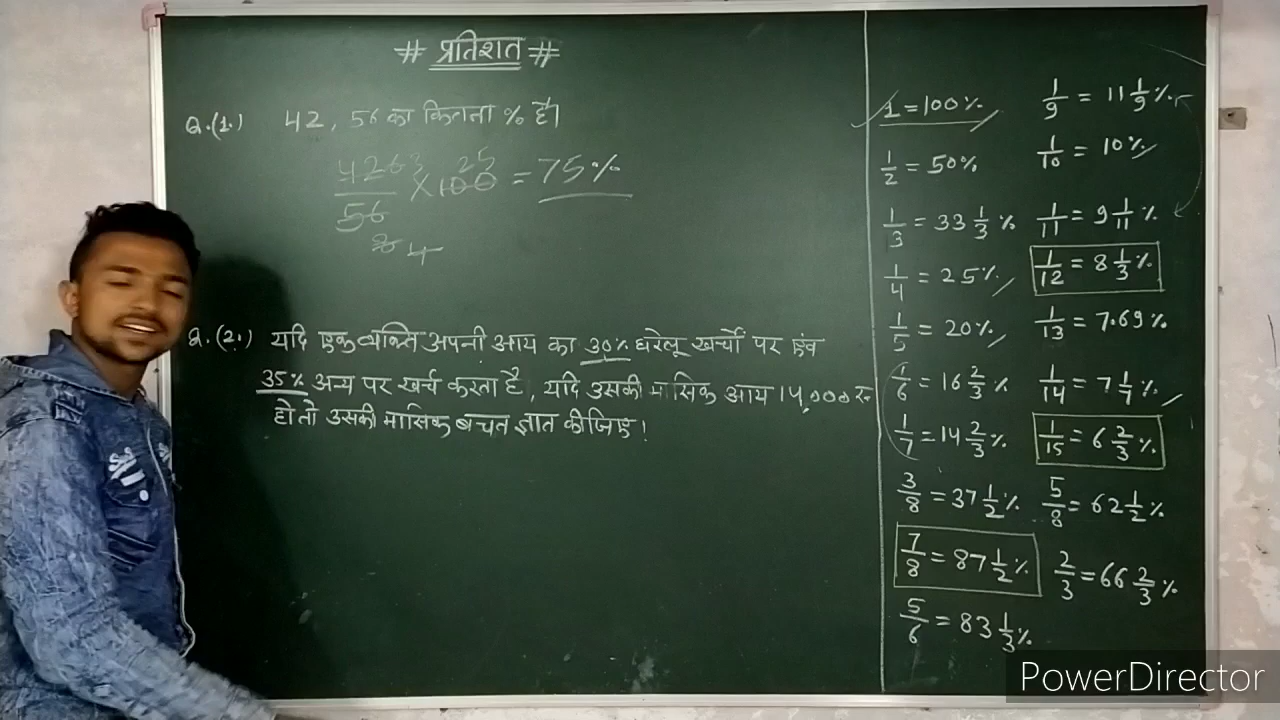 # प्रतिशत #
Q.(1.) 42, 56 का कितना % है।
42 6 3 / 56 8 4 × 100 25 = 75%
Q.(2.) यदि एक व्यक्ति अपनी आय का 30% घरेलू खर्चों पर एंव
35% अन्य पर खर्च करता है, यदि उसकी मासिक आय 14,000 रू
हो तो उसकी मासिक बचत ज्ञात कीजिए।
1 = 100%
1/2 = 50%
1/3 = 33 1/3 %
1/4 = 25%
1/5 = 20%
1/6 = 16 2/3 %
1/7 = 14 2/3 %
3/8 = 37 1/2 %
7/8 = 87 1/2 %
5/6 = 83 1/3 %
1/9 = 11 1/9 %
1/10 = 10%
1/11 = 9 1/11 %
1/12 = 8 1/3 %
1/13 = 7.69%
1/14 = 7 1/7 %
1/15 = 6 2/3 %
5/8 = 62 1/2 %
2/3 = 66 2/3 %
PowerDirector